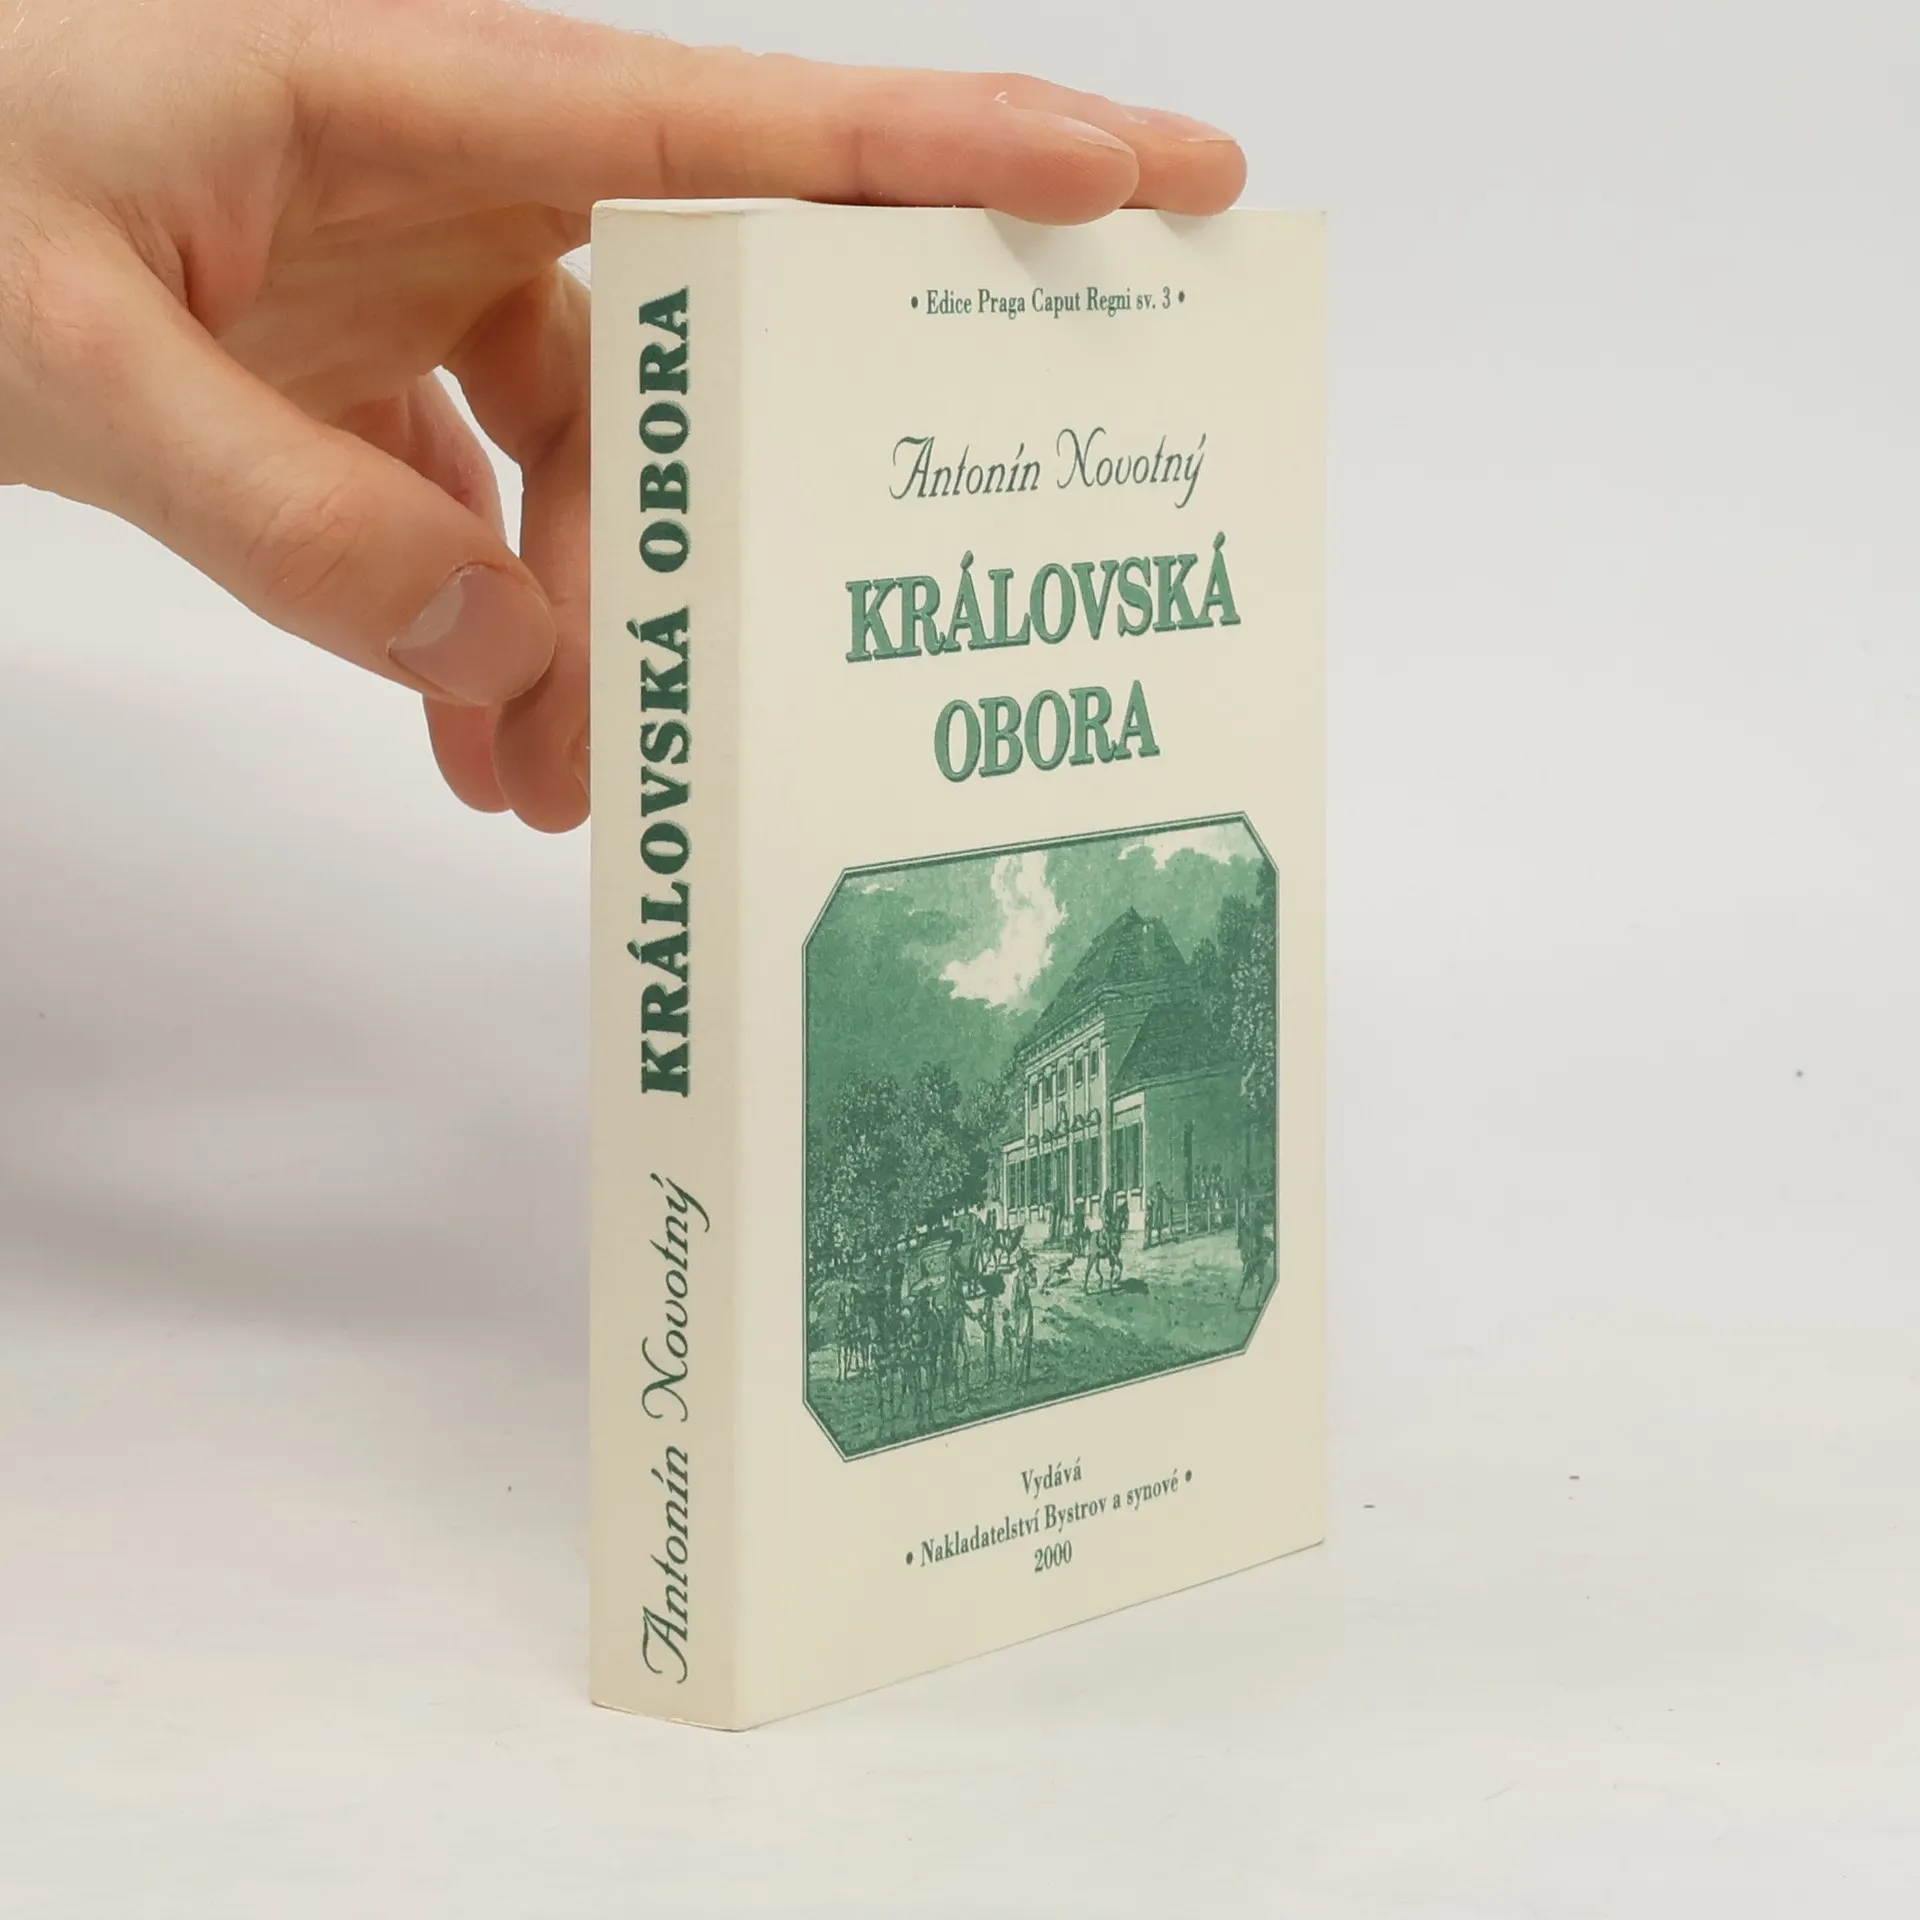 Antonín Novotný KRÁLOVSKÁ OBORA
• Edice Praga Caput Regni sv. 3 •
Antonín Novotný
KRÁLOVSKÁ
OBORA
Vydává
• Nakladatelství Bystrov a synové •
2000